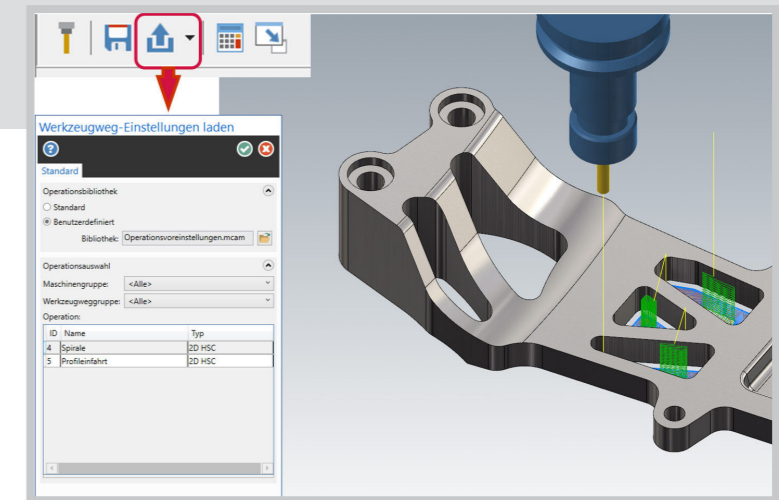 Werkzeugweg-Einstellungen laden
Standard
Operationsbibliothek
Standard
Benutzerdefiniert
Bibliothek: Operationsvoreinstellungen.mcam
Operationsauswahl
Maschinengruppe: <Alle>
Werkzeugweggruppe: <Alle>
Operation:
ID Name Typ
4 Spirale 2D HSC
5 Profileinfahrt 2D HSC